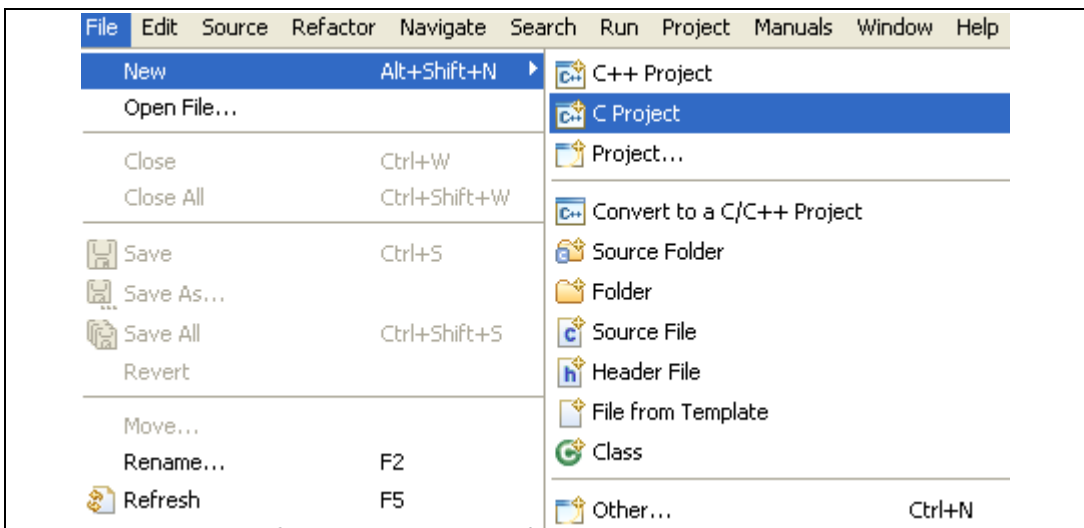 File Edit Source Refactor Navigate Search Run Project Manuals Window Help
New Alt+Shift+N
Open File...
Close Ctrl+W
Close All Ctrl+Shift+W
Save Ctrl+S
Save As...
Save All Ctrl+Shift+S
Revert
Move...
Rename... F2
Refresh F5
C++ Project
C Project
Project...
Convert to a C/C++ Project
Source Folder
Folder
Source File
Header File
File from Template
Class
Other... Ctrl+N